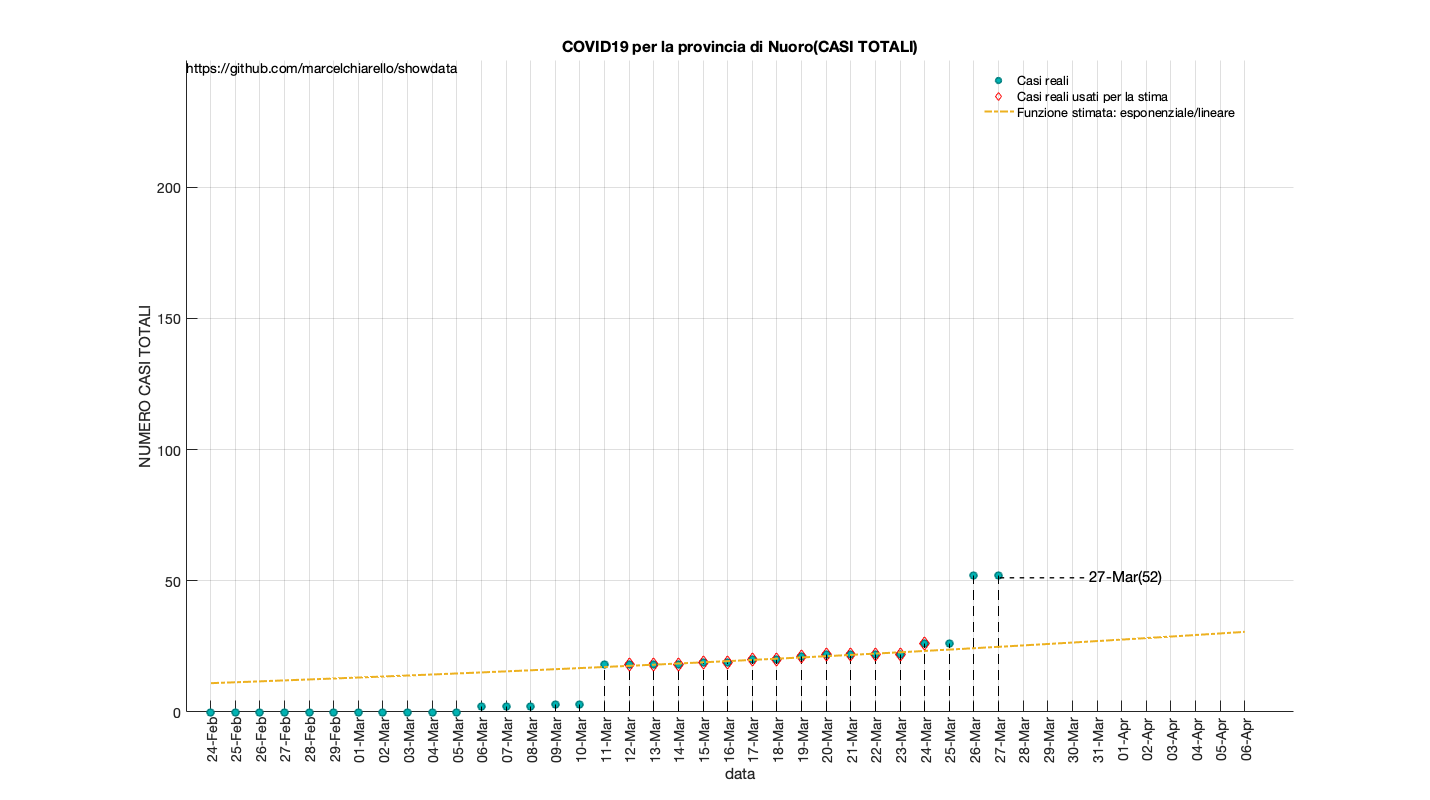 COVID19 per la provincia di Nuoro(CASI TOTALI)
https://github.com/marcelchiarello/showdata
Casi reali
Casi reali usati per la stima
Funzione stimata: esponenziale/lineare
NUMERO CASI TOTALI
200
150
100
50
0
27-Mar(52)
24-Feb
25-Feb
26-Feb
27-Feb
28-Feb
29-Feb
01-Mar
02-Mar
03-Mar
04-Mar
05-Mar
06-Mar
07-Mar
08-Mar
09-Mar
10-Mar
11-Mar
12-Mar
13-Mar
14-Mar
15-Mar
16-Mar
17-Mar
18-Mar
19-Mar
20-Mar
21-Mar
22-Mar
23-Mar
24-Mar
25-Mar
26-Mar
27-Mar
28-Mar
29-Mar
30-Mar
31-Mar
01-Apr
02-Apr
03-Apr
04-Apr
05-Apr
06-Apr
data